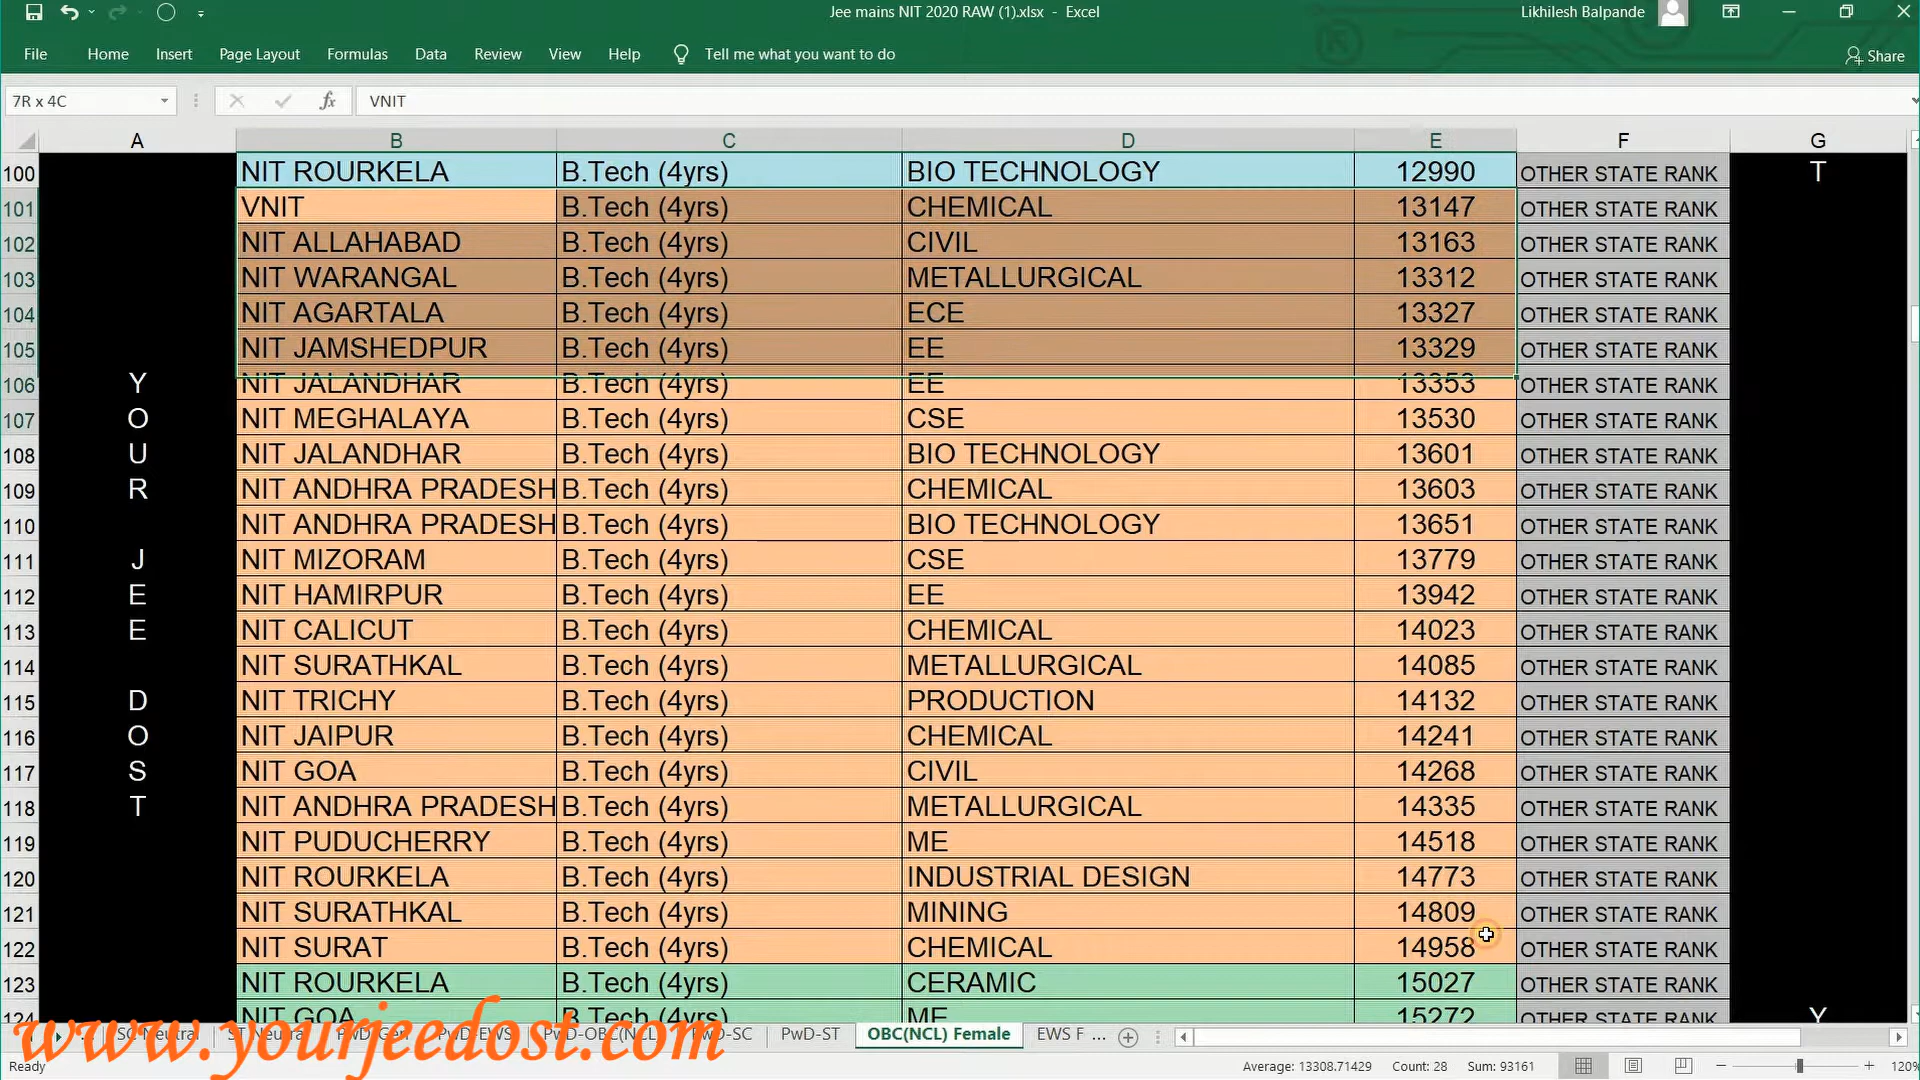 Jee mains NIT 2020 RAW (1).xlsx - Excel
Likhilesh Balpande
File Home Insert Page Layout Formulas Data Review View Help Tell me what you want to do Share
7R x 4C fx VNIT
A B C D E F G
100 NIT ROURKELA B.Tech (4yrs) BIO TECHNOLOGY 12990 OTHER STATE RANK T
101 VNIT B.Tech (4yrs) CHEMICAL 13147 OTHER STATE RANK
102 NIT ALLAHABAD B.Tech (4yrs) CIVIL 13163 OTHER STATE RANK
103 NIT WARANGAL B.Tech (4yrs) METALLURGICAL 13312 OTHER STATE RANK
104 NIT AGARTALA B.Tech (4yrs) ECE 13327 OTHER STATE RANK
105 NIT JAMSHEDPUR B.Tech (4yrs) EE 13329 OTHER STATE RANK
106 Y NIT JALANDHAR B.Tech (4yrs) EE 13353 OTHER STATE RANK
107 O NIT MEGHALAYA B.Tech (4yrs) CSE 13530 OTHER STATE RANK
108 U NIT JALANDHAR B.Tech (4yrs) BIO TECHNOLOGY 13601 OTHER STATE RANK
109 R NIT ANDHRA PRADESH B.Tech (4yrs) CHEMICAL 13603 OTHER STATE RANK
110 NIT ANDHRA PRADESH B.Tech (4yrs) BIO TECHNOLOGY 13651 OTHER STATE RANK
111 J NIT MIZORAM B.Tech (4yrs) CSE 13779 OTHER STATE RANK
112 E NIT HAMIRPUR B.Tech (4yrs) EE 13942 OTHER STATE RANK
113 E NIT CALICUT B.Tech (4yrs) CHEMICAL 14023 OTHER STATE RANK
114 NIT SURATHKAL B.Tech (4yrs) METALLURGICAL 14085 OTHER STATE RANK
115 D NIT TRICHY B.Tech (4yrs) PRODUCTION 14132 OTHER STATE RANK
116 O NIT JAIPUR B.Tech (4yrs) CHEMICAL 14241 OTHER STATE RANK
117 S NIT GOA B.Tech (4yrs) CIVIL 14268 OTHER STATE RANK
118 T NIT ANDHRA PRADESH B.Tech (4yrs) METALLURGICAL 14335 OTHER STATE RANK
119 NIT PUDUCHERRY B.Tech (4yrs) ME 14518 OTHER STATE RANK
120 NIT ROURKELA B.Tech (4yrs) INDUSTRIAL DESIGN 14773 OTHER STATE RANK
121 NIT SURATHKAL B.Tech (4yrs) MINING 14809 OTHER STATE RANK
122 NIT SURAT B.Tech (4yrs) CHEMICAL 14958 OTHER STATE RANK
123 NIT ROURKELA B.Tech (4yrs) CERAMIC 15027 OTHER STATE RANK
124 NIT GOA B.Tech (4yrs) ME 15272 OTHER STATE RANK Y
PwD-ST OBC(NCL) Female EWS F ...
www.yourjeedost.com
Ready Average: 13308.71429 Count: 28 Sum: 93161 120%